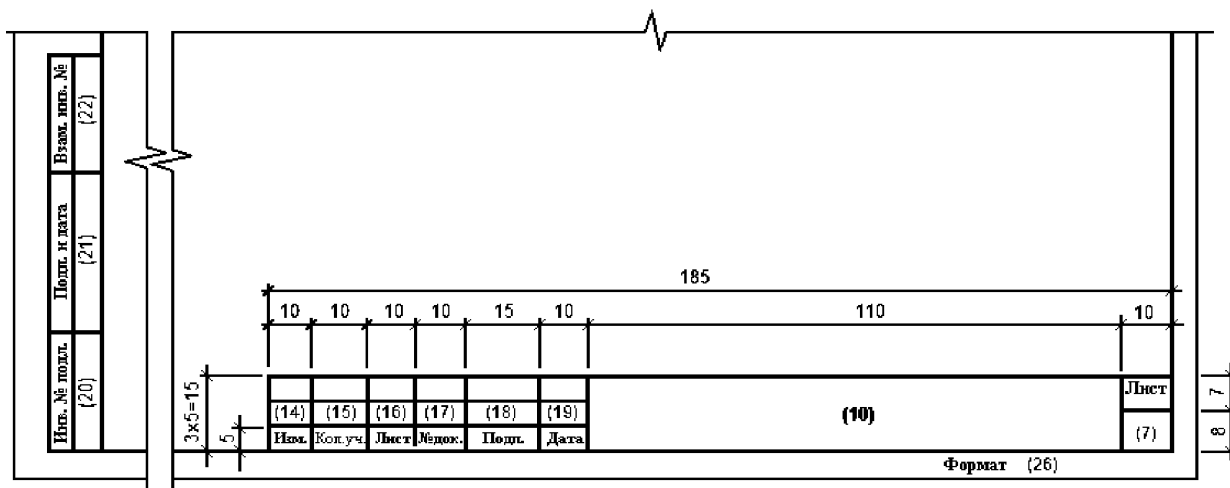 Взам. инв. №
(22)
Подп. и дата
(21)
Инв. № подл.
(20)
185
10 10 10 10 15 10 110 10
3x5=15
5
(14) (15) (16) (17) (18) (19)
Изм. Кол.уч. Лист №док. Подп. Дата
(10)
Лист
(7)
7
8
Формат (26)